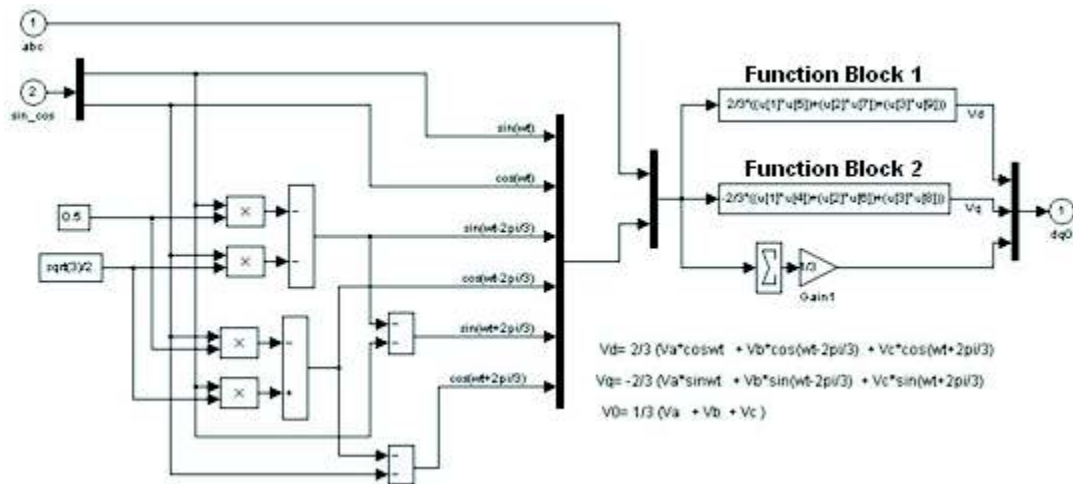 1
abc
2
sin_cos
0.5
sqrt(3)/2
×
×
×
×
sin(wt)
cos(wt)
sin(wt-2pi/3)
cos(wt-2pi/3)
sin(wt+2pi/3)
cos(wt+2pi/3)
Function Block 1
2/3*((u[1]*u[5])+(u[2]*u[7])+(u[3]*u[9]))
Vd
Function Block 2
-2/3*((u[1]*u[4])+(u[2]*u[6])+(u[3]*u[8]))
Vq
1
dq0
∑
1/3
Gain1
Vd= 2/3 (Va*coswt + Vb*cos(wt-2pi/3) + Vc*cos(wt+2pi/3)
Vq= -2/3 (Va*sinwt + Vb*sin(wt-2pi/3) + Vc*sin(wt+2pi/3)
V0= 1/3 (Va + Vb + Vc )